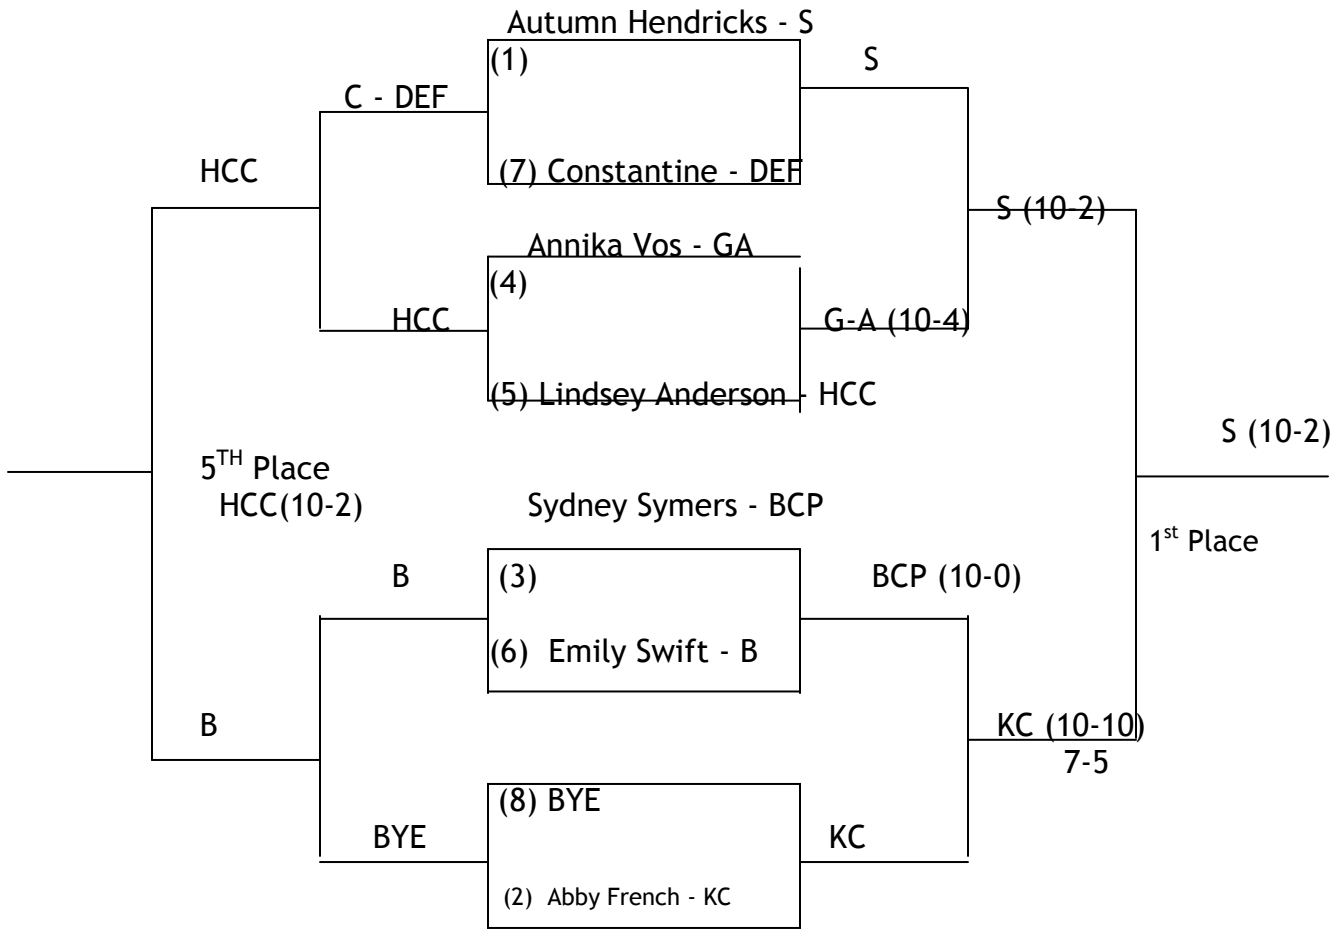 Autumn Hendricks - S
(1)
S
C - DEF
HCC
(7) Constantine - DEF
S (10-2)
Annika Vos - GA
(4)
HCC
G-A (10-4)
(5) Lindsey Anderson - HCC
S (10-2)
5TH Place
HCC(10-2)
Sydney Symers - BCP
1st Place
B
(3)
BCP (10-0)
(6) Emily Swift - B
B
KC (10-10)
7-5
(8) BYE
BYE
KC
(2) Abby French - KC